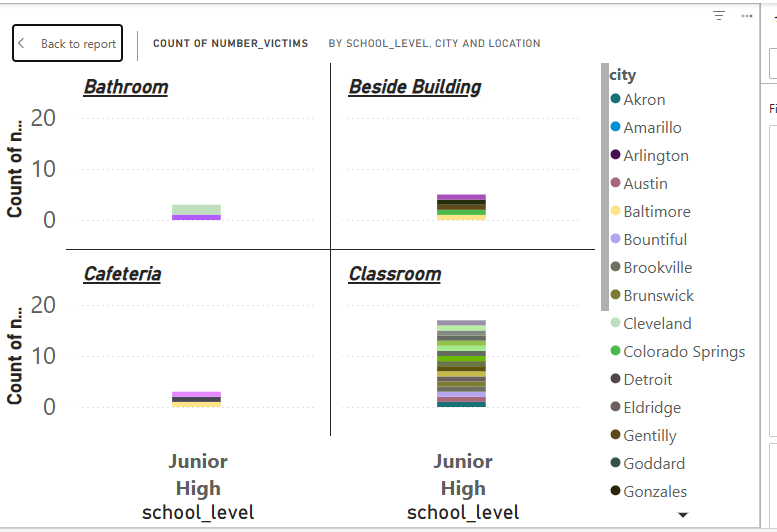 Back to report
COUNT OF NUMBER_VICTIMS
BY SCHOOL_LEVEL, CITY AND LOCATION
Bathroom
Beside Building
Count of n...
20
10
0
Cafeteria
Classroom
Count of n...
20
10
0
Junior
High
school_level
Junior
High
school_level
city
Akron
Amarillo
Arlington
Austin
Baltimore
Bountiful
Brookville
Brunswick
Cleveland
Colorado Springs
Detroit
Eldridge
Gentilly
Goddard
Gonzales
Fi